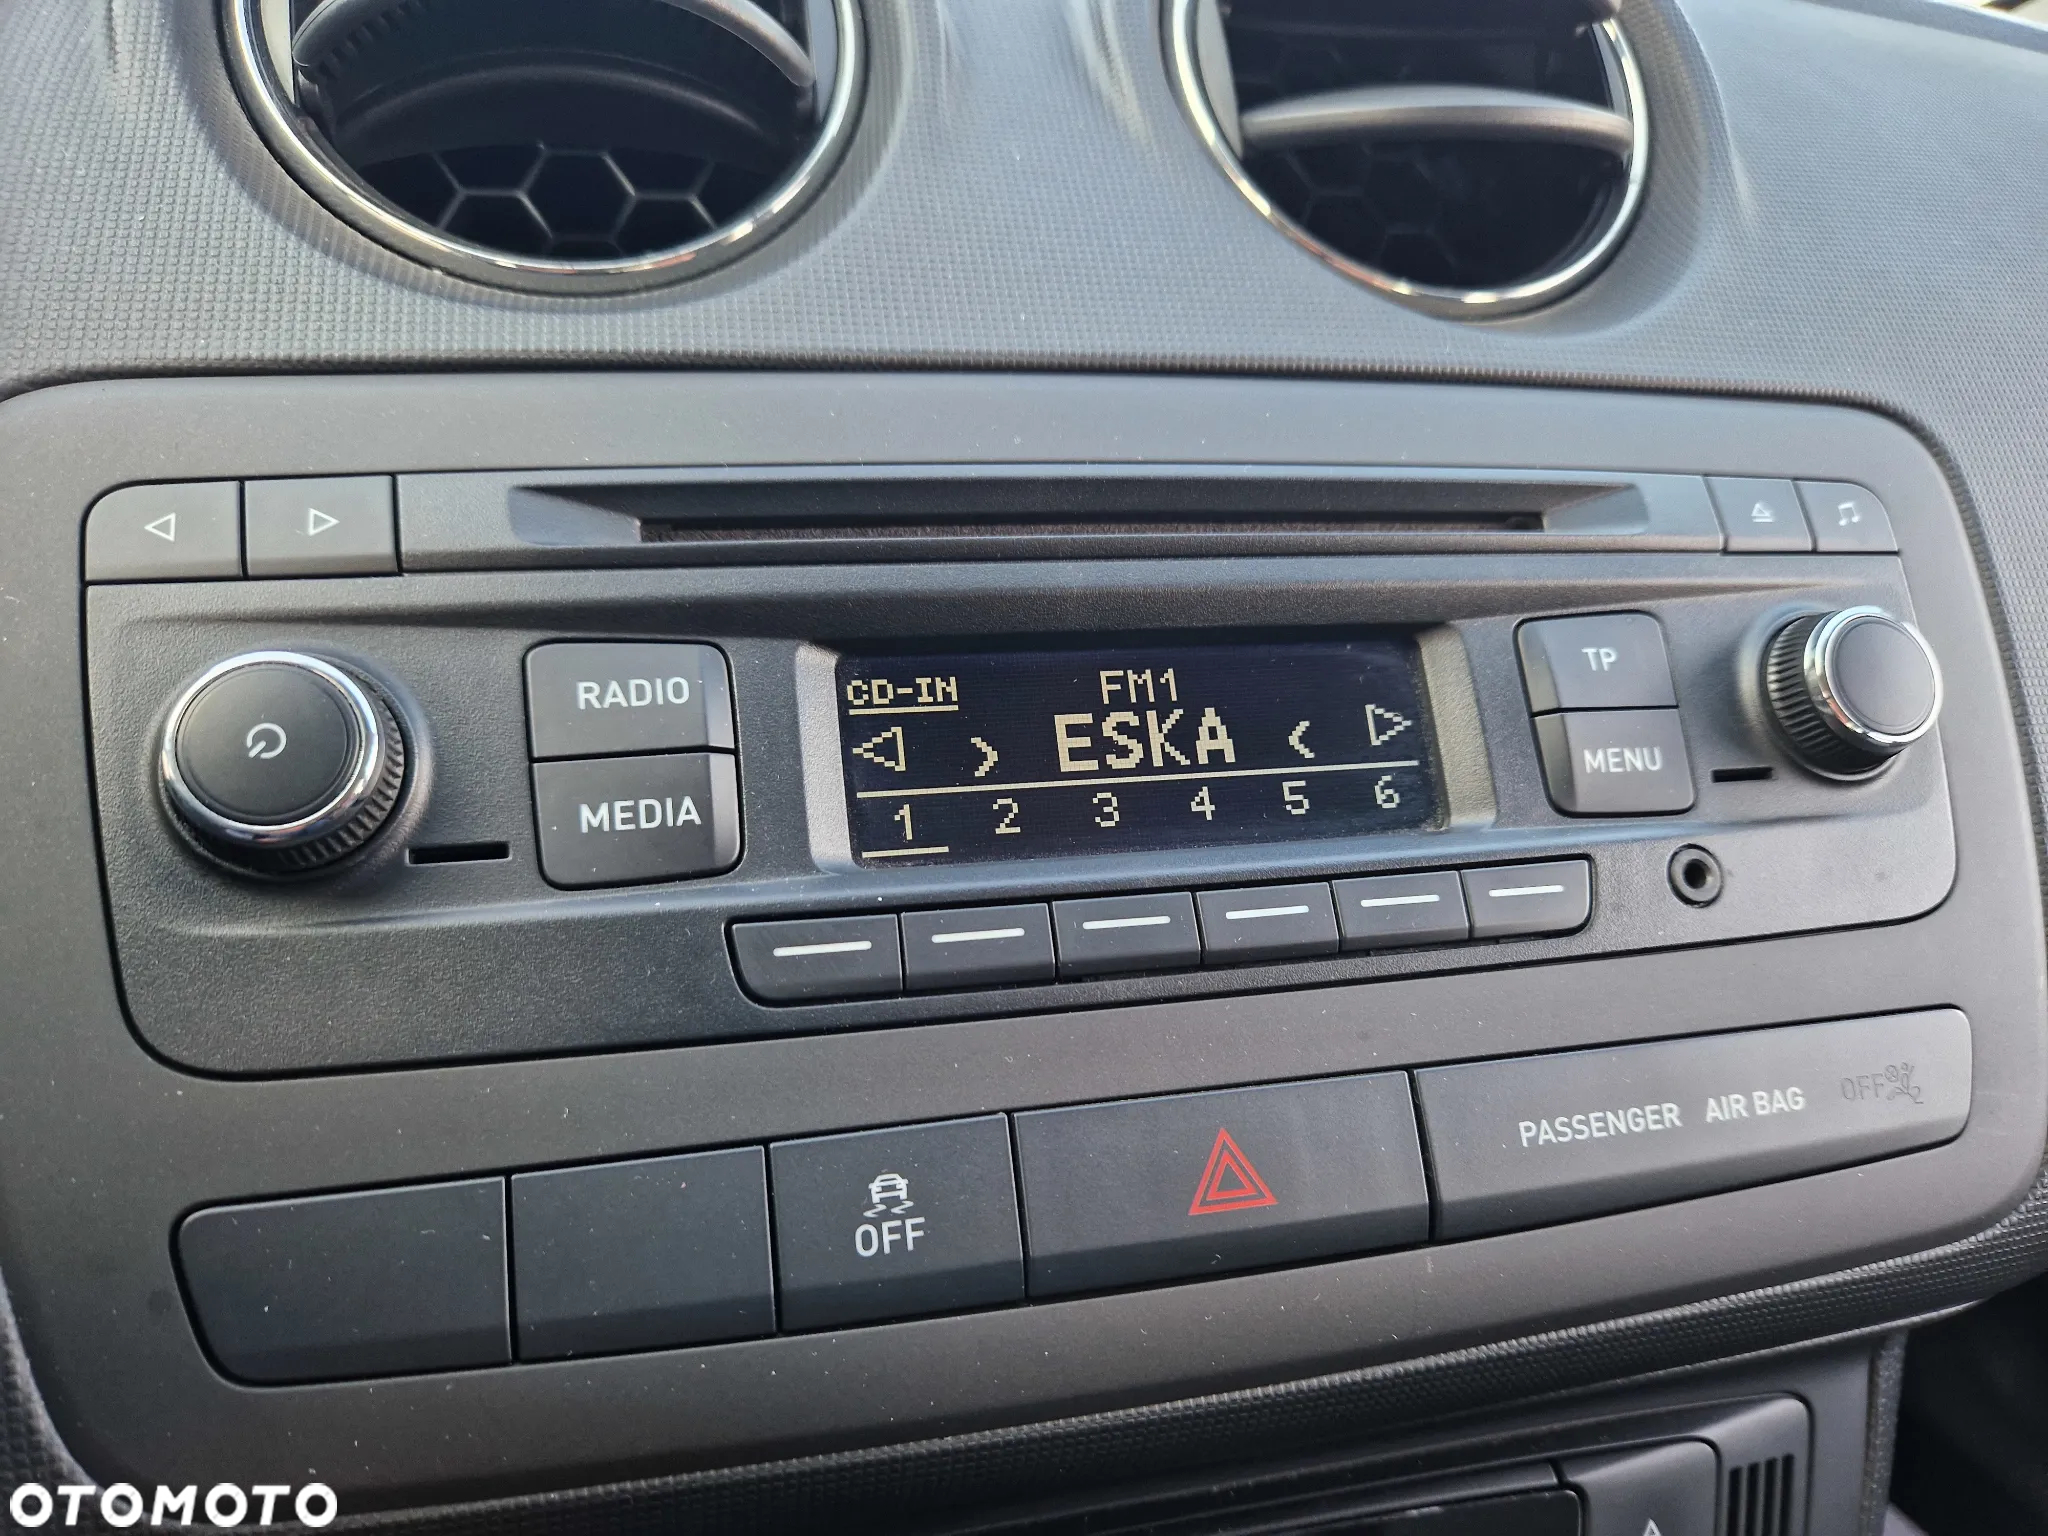 RADIO
MEDIA
CD-IN FM1
ESKA
1 2 3 4 5 6
TP
MENU
OFF
PASSENGER AIR BAG OFF
OTOMOTO